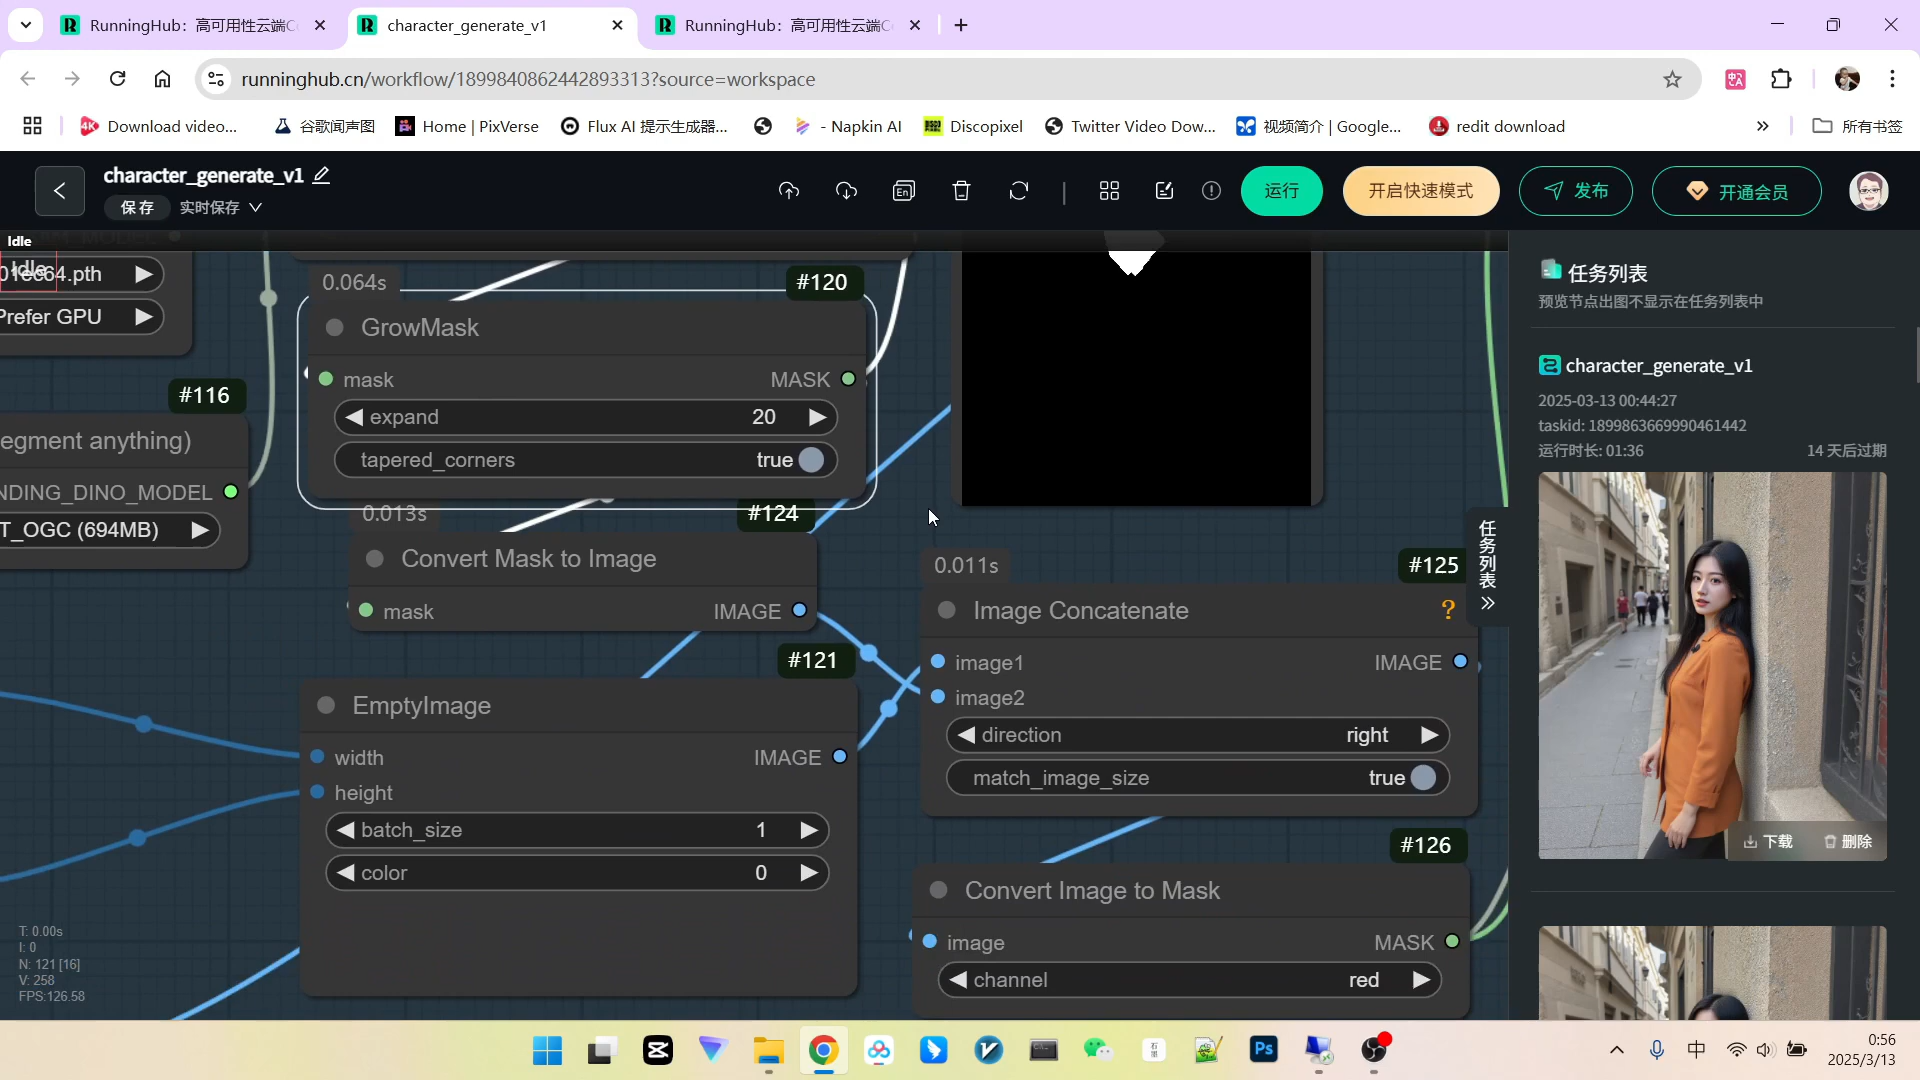 RunningHub：高可用性云端C
character_generate_v1
RunningHub：高可用性云端C
runninghub.cn/workflow/1899840862442893313?source=workspace
Download video...
谷歌闻声图
Home | PixVerse
Flux AI 提示生成器...
- Napkin AI
Discopixel
Twitter Video Dow...
视频简介 | Google...
redit download
所有书签
character_generate_v1
保存
实时保存
运行
开启快速模式
发布
开通会员
Idle
Idle
01ec64.pth
Prefer GPU
#116
egment anything)
NDING_DINO_MODEL
T_OGC (694MB)
0.064s
#120
GrowMask
mask
MASK
expand
20
tapered_corners
true
0.013s
#124
Convert Mask to Image
mask
IMAGE
#121
EmptyImage
width
IMAGE
height
batch_size
1
color
0
0.011s
#125
Image Concatenate
?
image1
IMAGE
image2
direction
right
match_image_size
true
#126
Convert Image to Mask
image
MASK
channel
red
T: 0.00s
I: 0
N: 121 [16]
V: 258
FPS:126.58
任务列表
任务列表
预览节点出图不显示在任务列表中
character_generate_v1
2025-03-13 00:44:27
taskid: 1899863669990461442
运行时长: 01:36
14 天后过期
下载
删除
Ps
中
0:56
2025/3/13